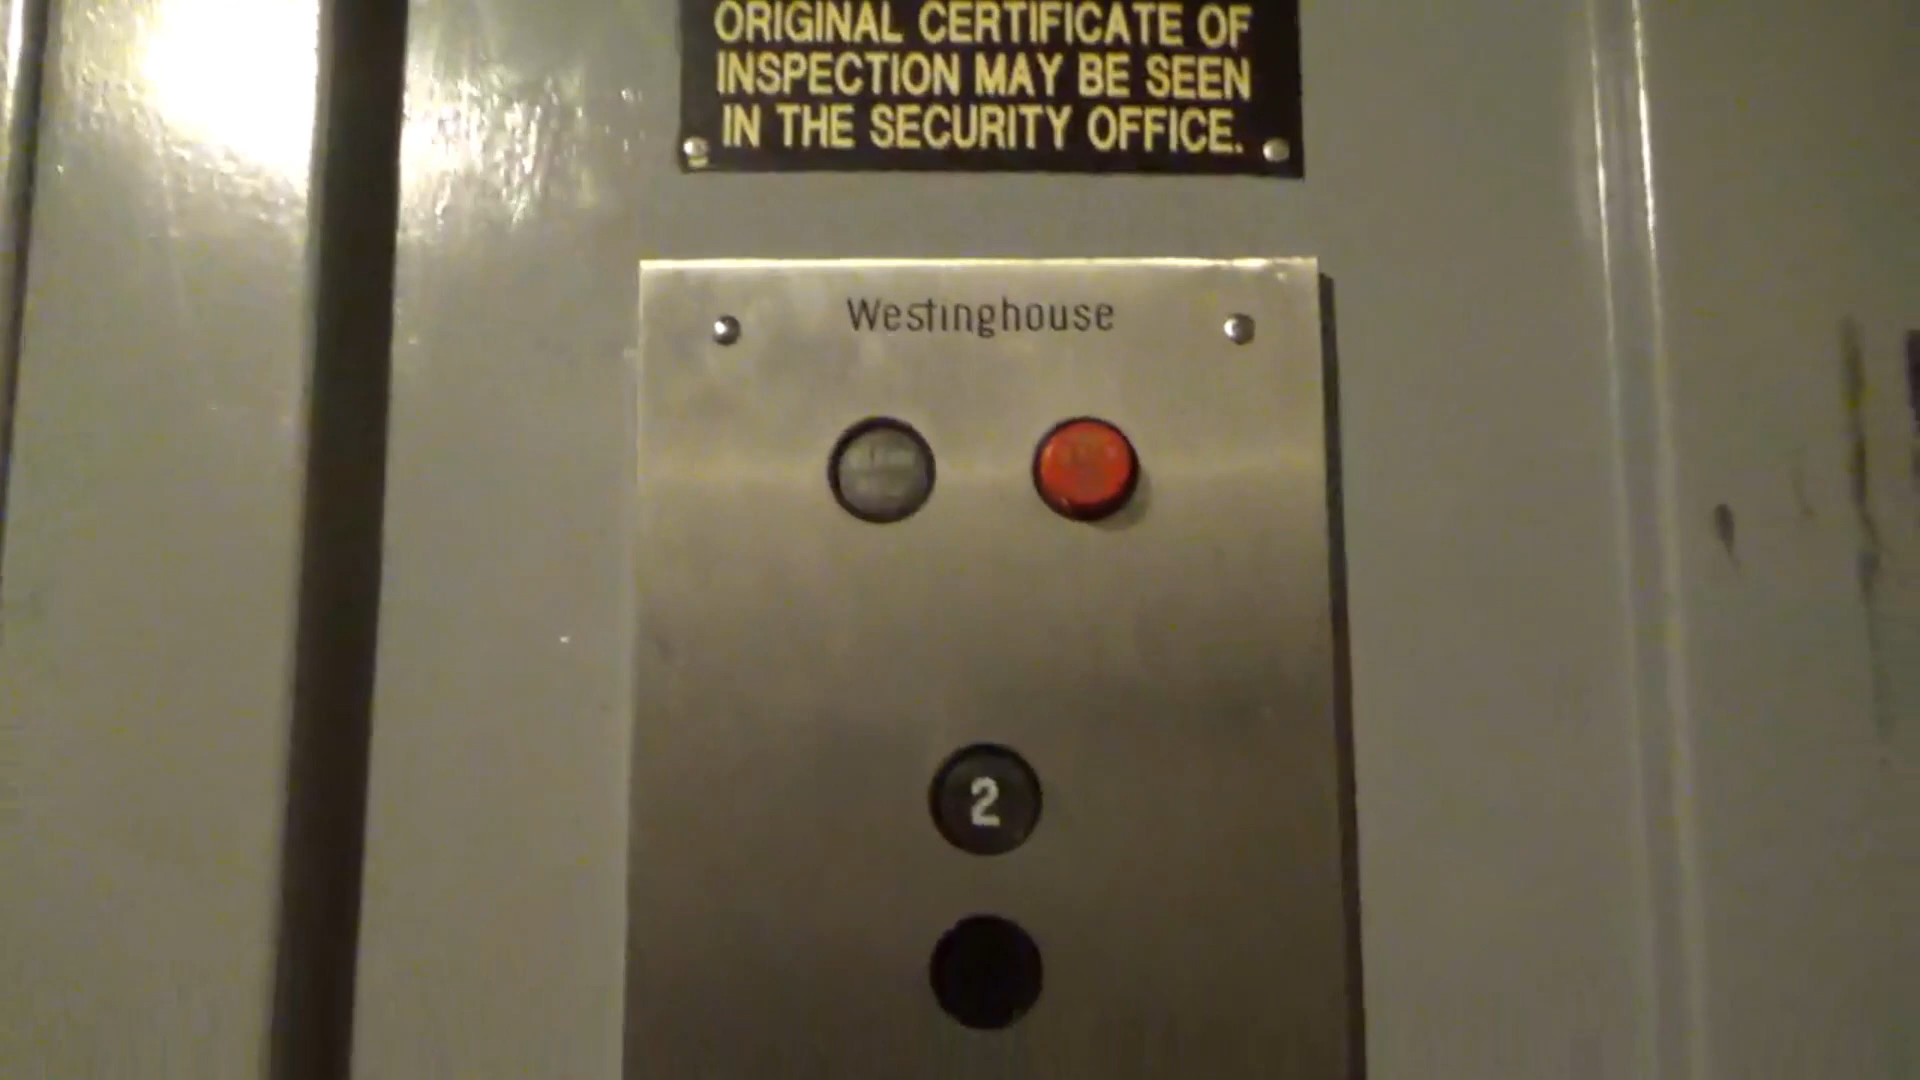 ORIGINAL CERTIFICATE OF
INSPECTION MAY BE SEEN
IN THE SECURITY OFFICE.
Westinghouse
2